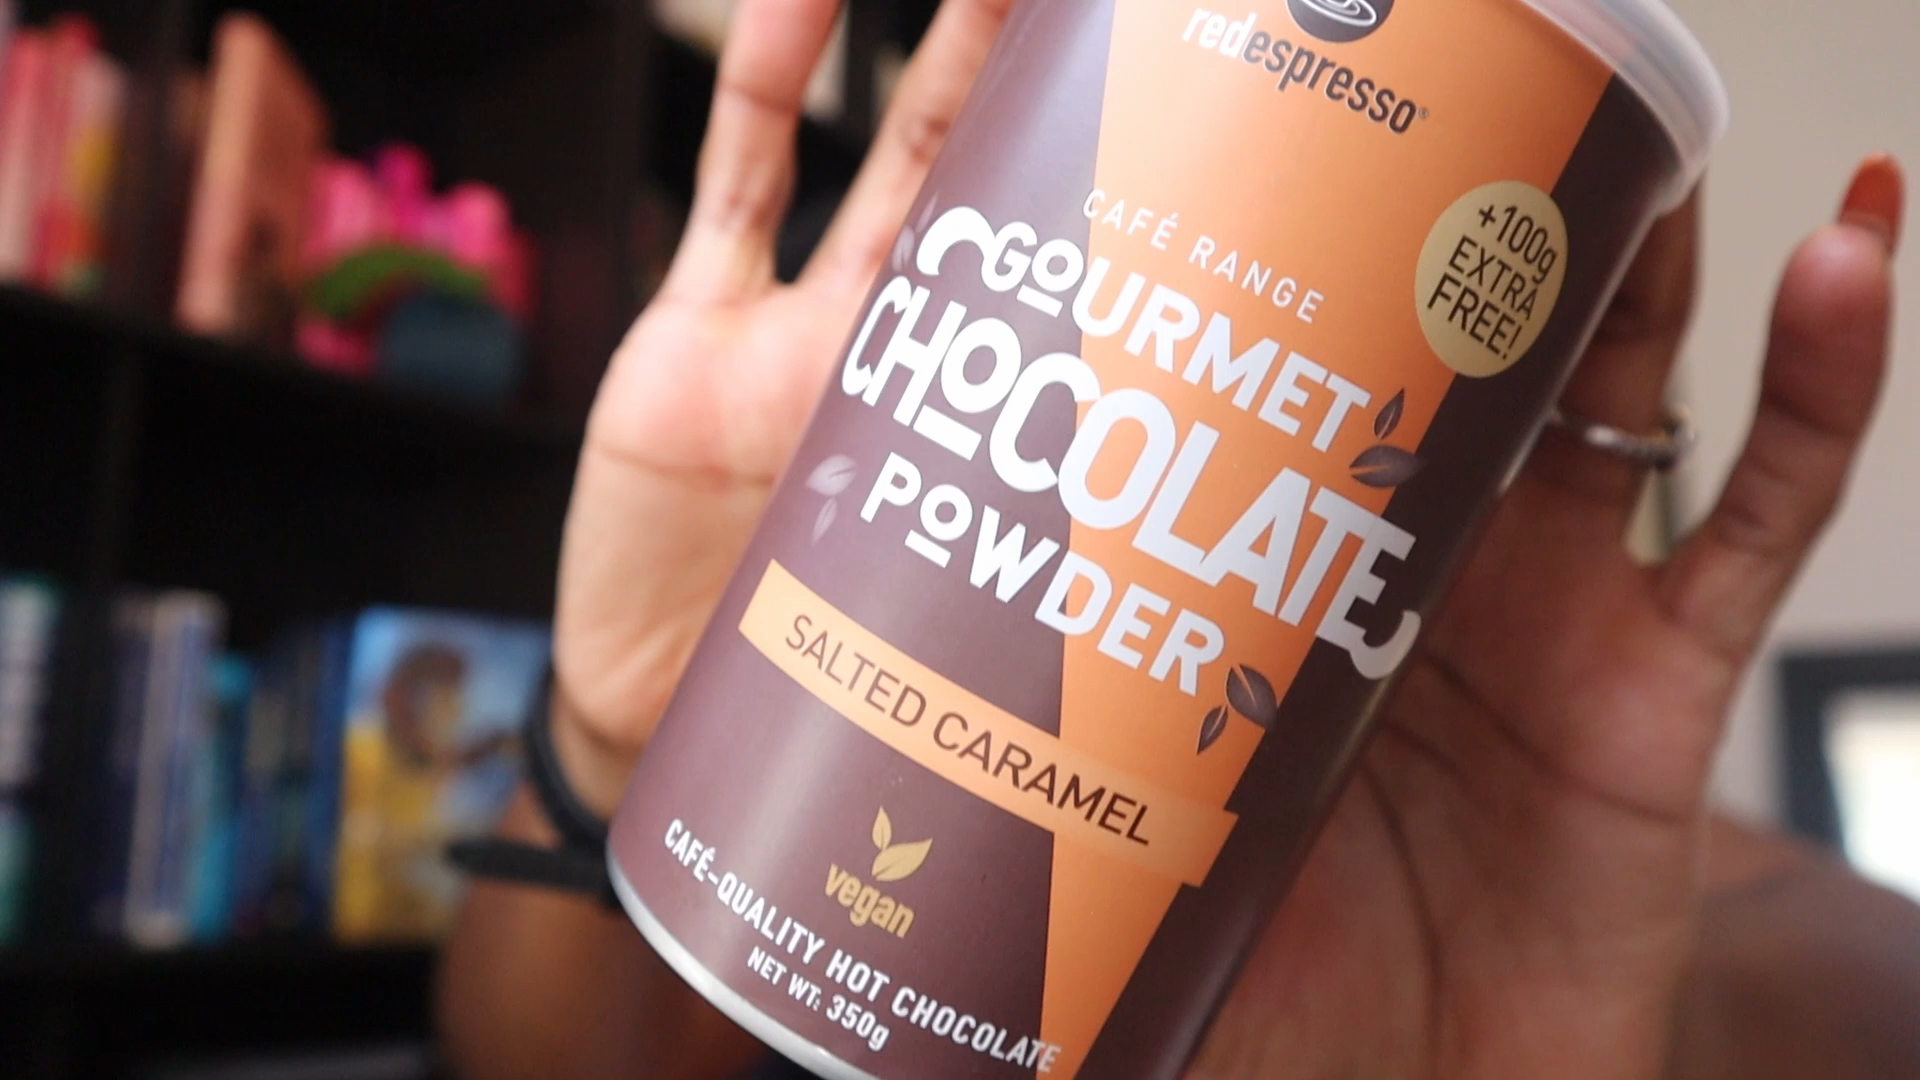 redespresso®
CAFÉ RANGE
+100g
EXTRA
FREE!
GOURMET
CHOCOLATE
POWDER
SALTED CARAMEL
vegan
CAFÉ-QUALITY HOT CHOCOLATE
NET WT: 350g